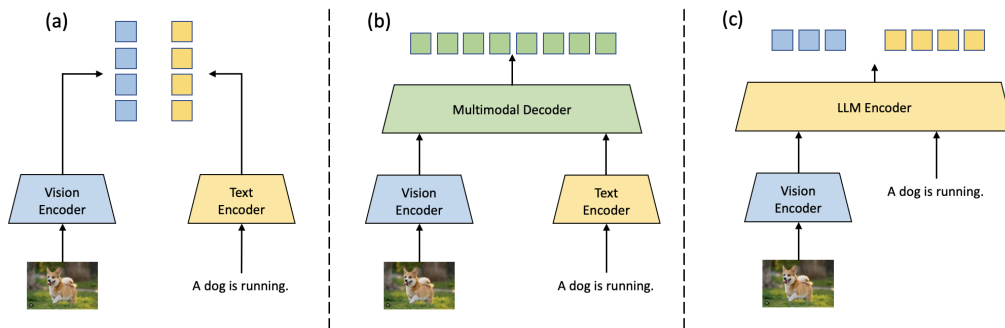 (a)
Vision
Encoder
Text
Encoder
A dog is running.
(b)
Multimodal Decoder
Vision
Encoder
Text
Encoder
A dog is running.
(c)
LLM Encoder
Vision
Encoder
A dog is running.